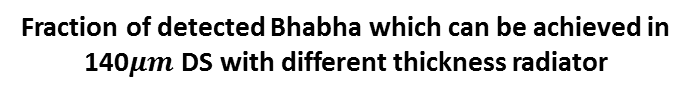 Fraction of detected Bhabha which can be achieved in
140μm DS with different thickness radiator